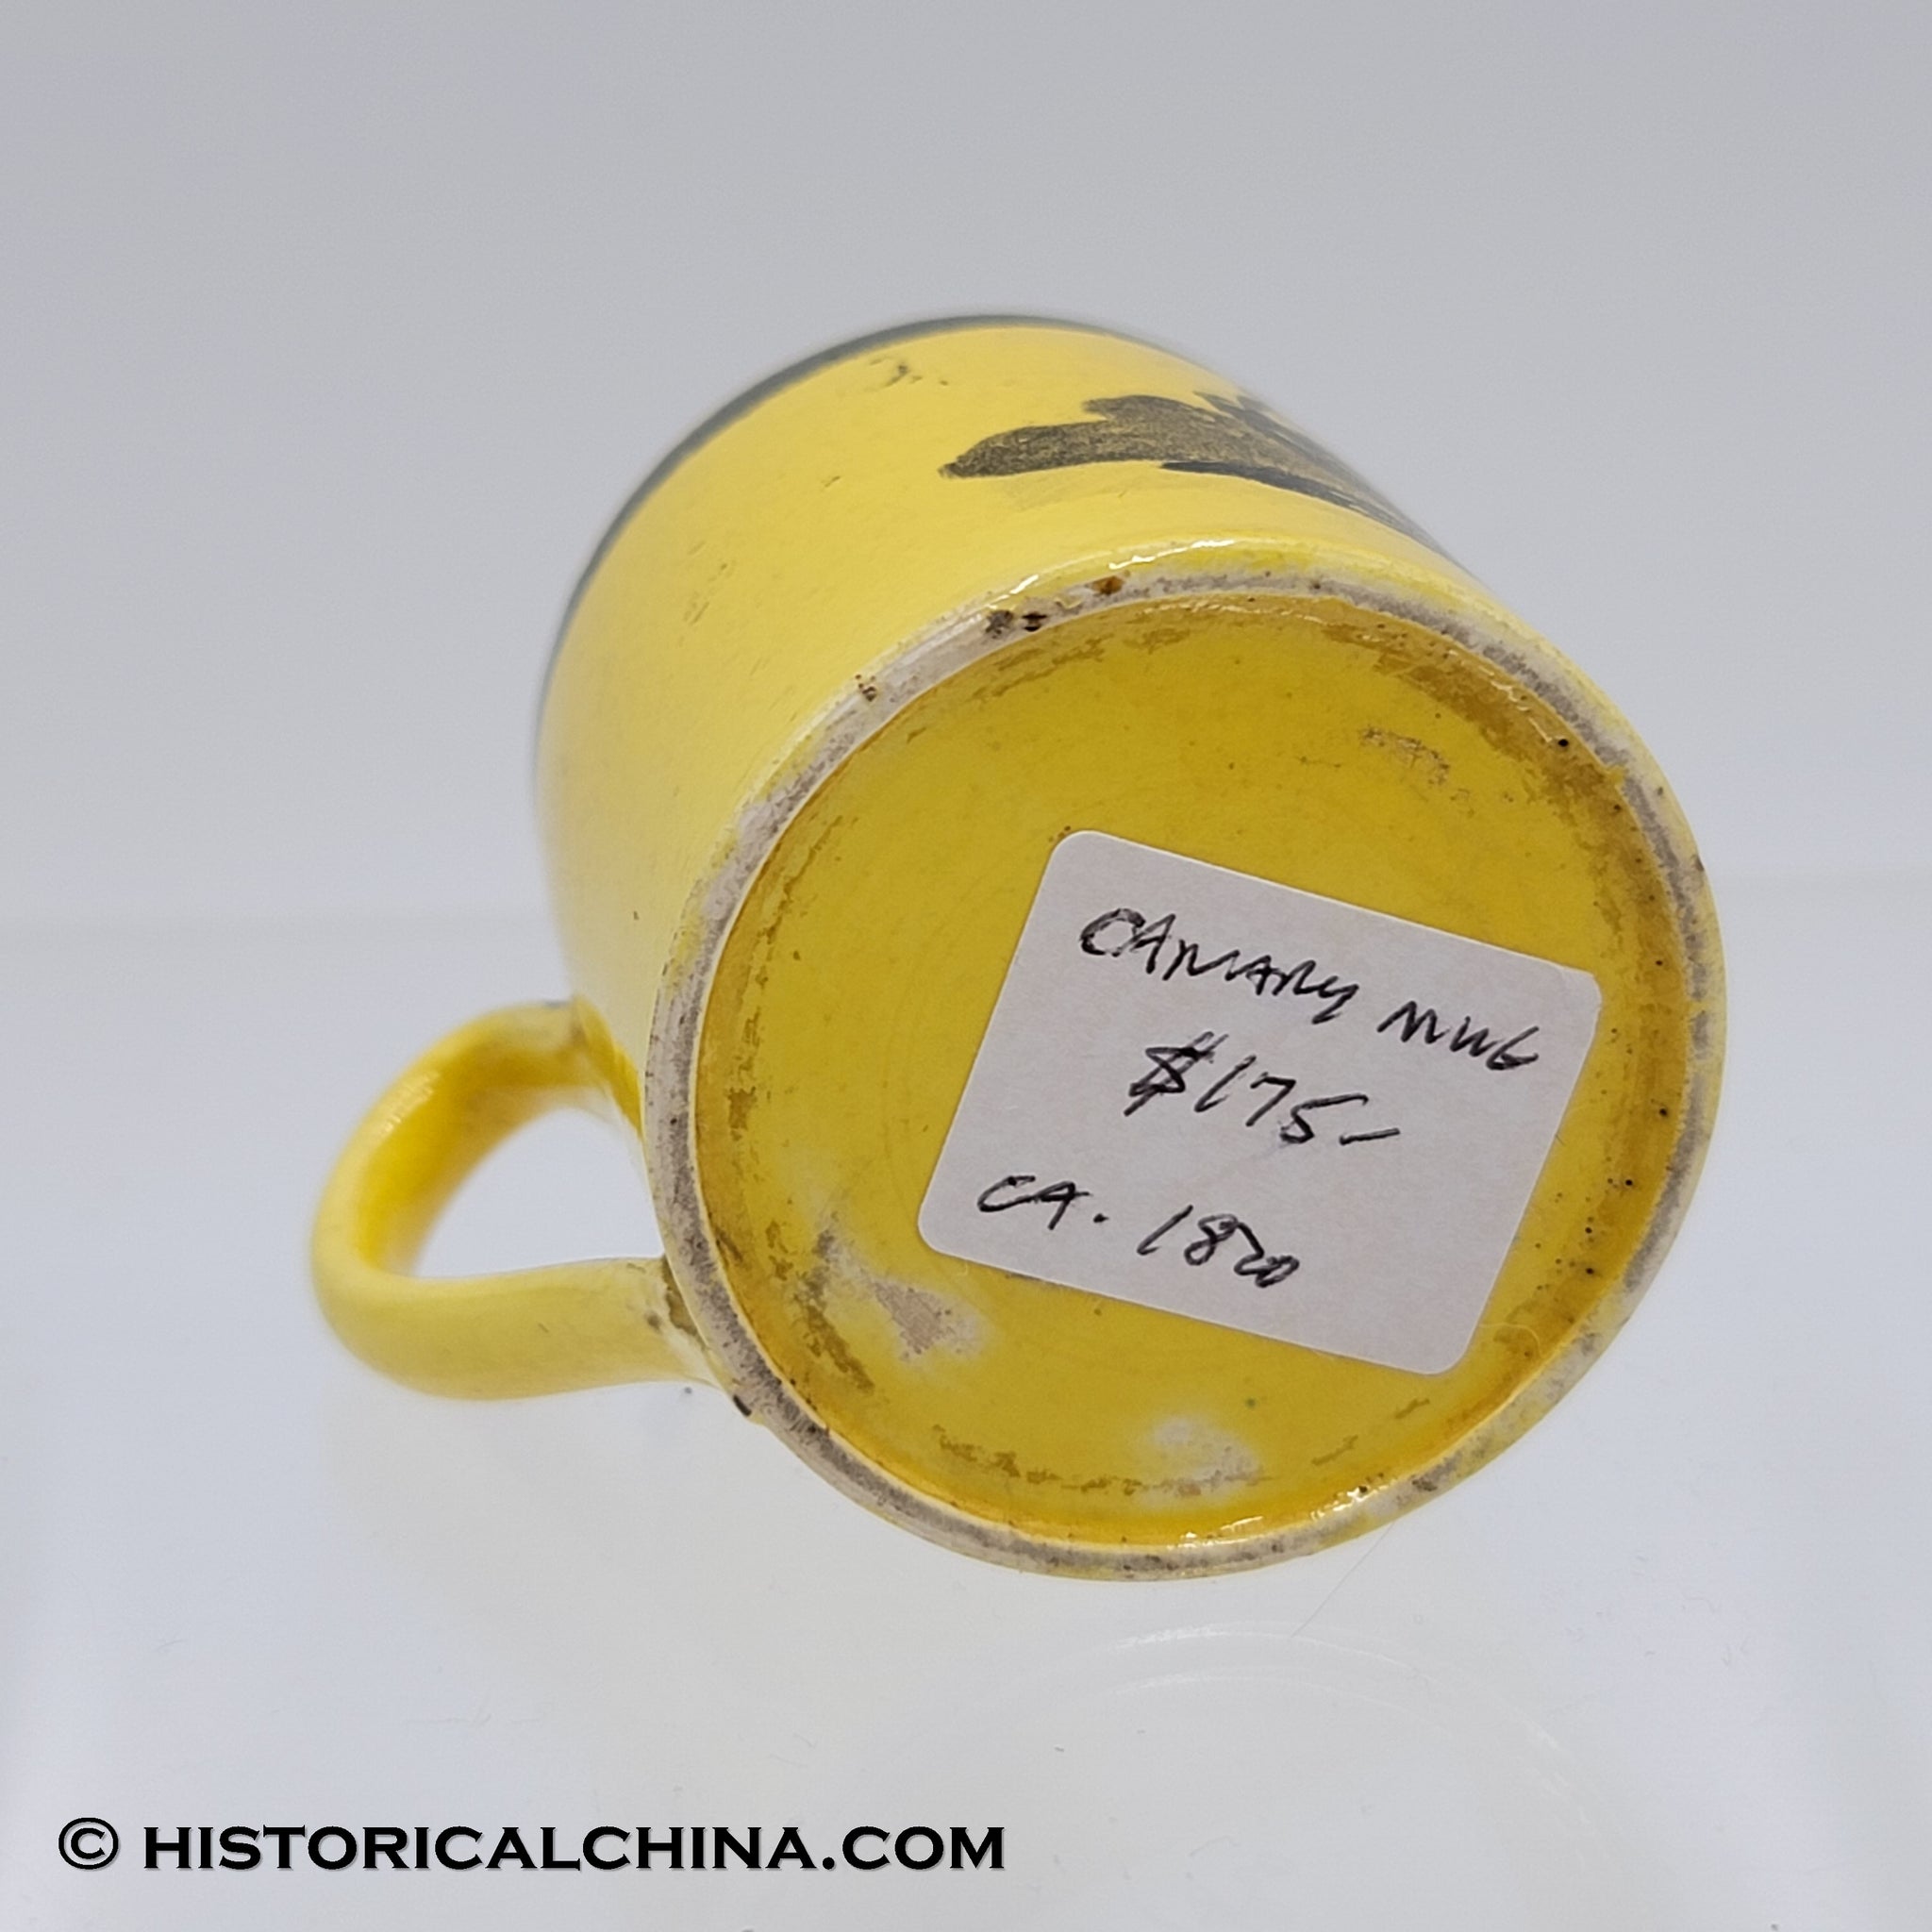 CANARY MUG
$175-
CA. 1820
© HISTORICALCHINA.COM